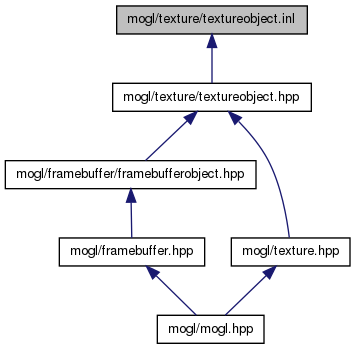 mogl/texture/textureobject.inl
mogl/texture/textureobject.hpp
mogl/framebuffer/framebufferobject.hpp
mogl/framebuffer.hpp
mogl/texture.hpp
mogl/mogl.hpp